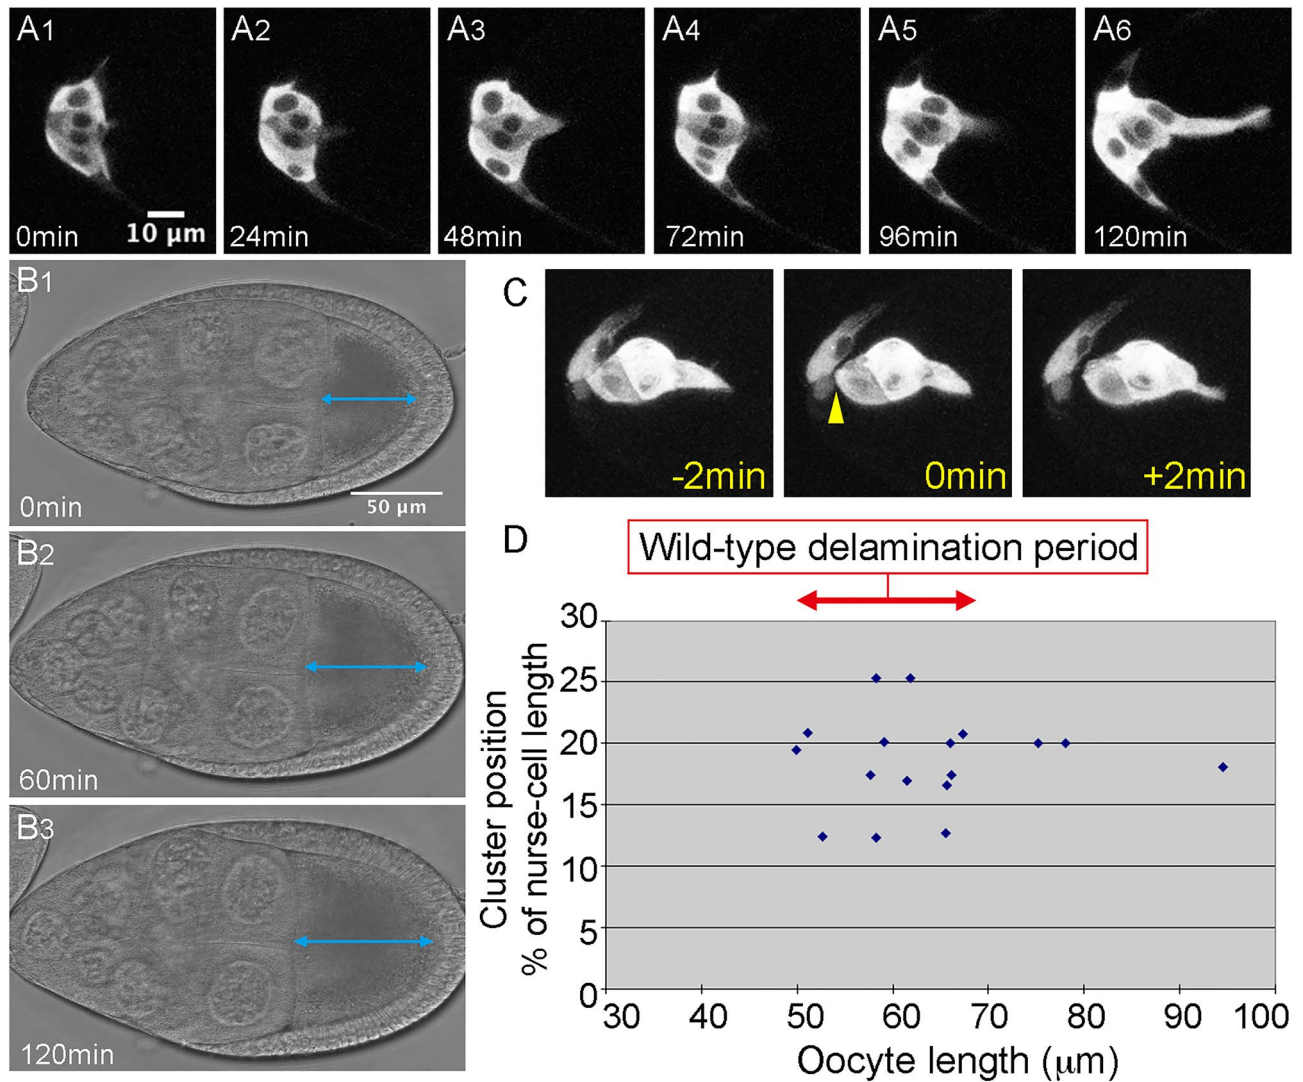 A1
A2
A3
A4
A5
A6
0min
10 µm
24min
48min
72min
96min
120min
B1
0min
50 µm
B2
60min
B3
120min
C
-2min
0min
+2min
D
Wild-type delamination period
Cluster position
% of nurse-cell length
30
25
20
15
10
5
0
30
40
50
60
70
80
90
100
Oocyte length (µm)